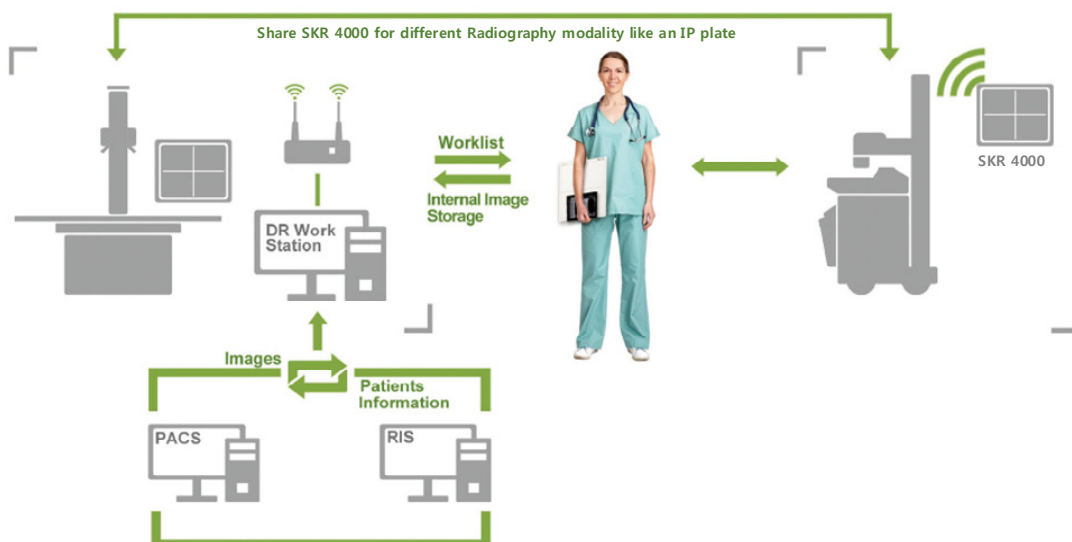 Share SKR 4000 for different Radiography modality like an IP plate
Worklist
Internal Image
Storage
SKR 4000
DR Work
Station
Images
Patients
Information
PACS
RIS